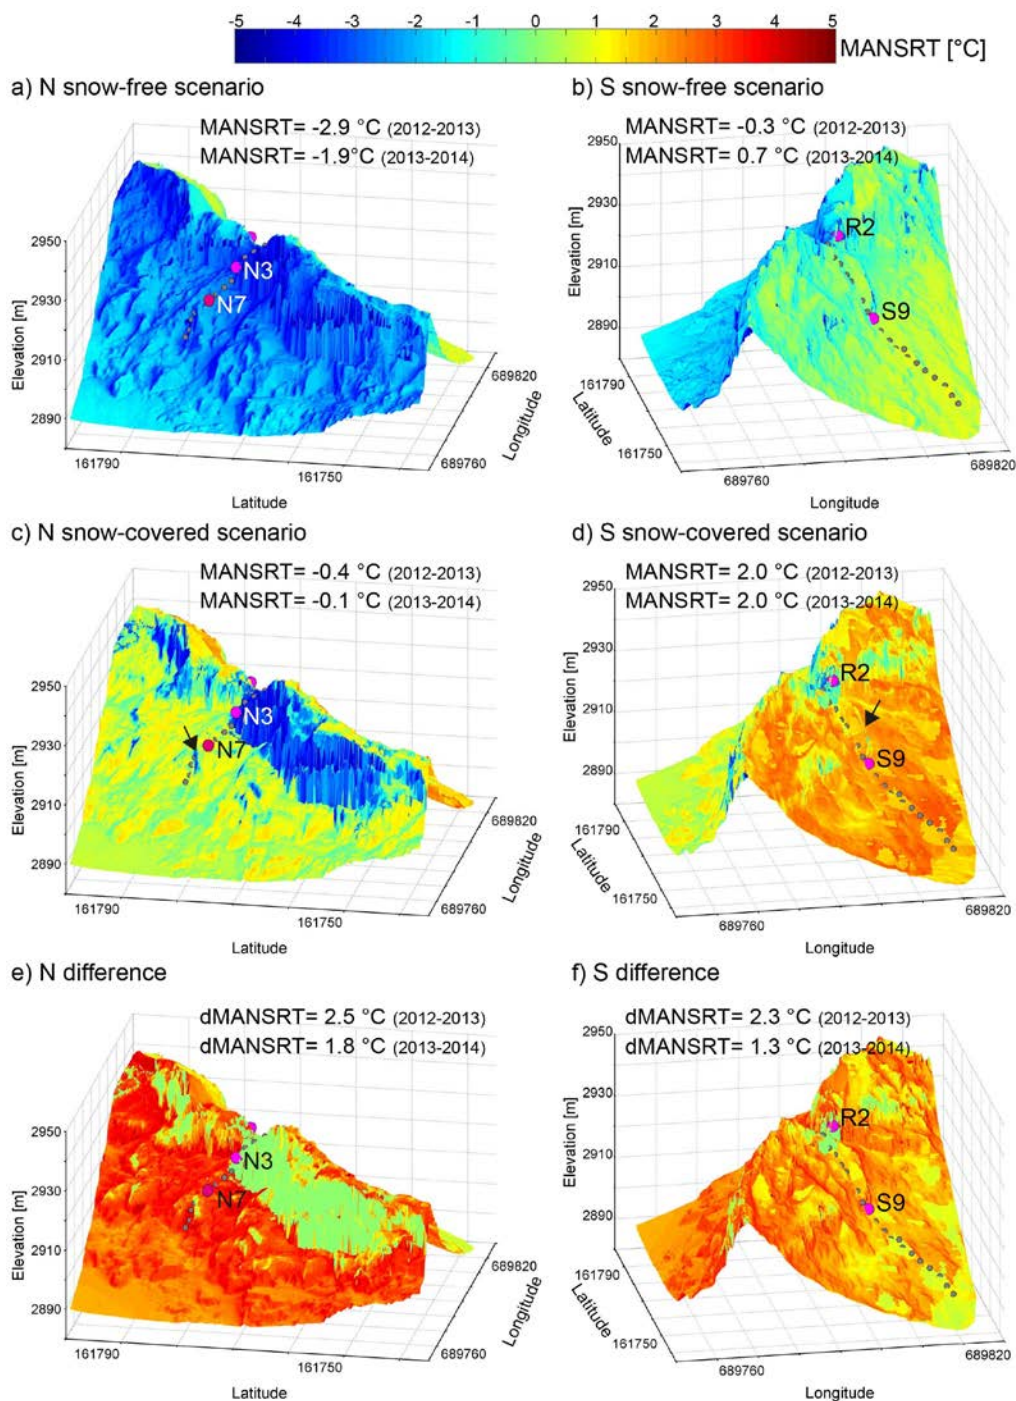 -5 -4 -3 -2 -1 0 1 2 3 4 5
MANSRT [°C]
a) N snow-free scenario
MANSRT= -2.9 °C (2012-2013)
MANSRT= -1.9°C (2013-2014)
N3
N7
2950
2930
2910
2890
Elevation [m]
161790
161750
Latitude
689760
689820
Longitude
b) S snow-free scenario
MANSRT= -0.3 °C (2012-2013)
MANSRT= 0.7 °C (2013-2014)
R2
S9
2950
2930
2910
2890
Elevation [m]
161790
161750
Latitude
689760
689820
Longitude
c) N snow-covered scenario
MANSRT= -0.4 °C (2012-2013)
MANSRT= -0.1 °C (2013-2014)
N3
N7
2950
2930
2910
2890
Elevation [m]
161790
161750
Latitude
689760
689820
Longitude
d) S snow-covered scenario
MANSRT= 2.0 °C (2012-2013)
MANSRT= 2.0 °C (2013-2014)
R2
S9
2950
2930
2910
2890
Elevation [m]
161790
161750
Latitude
689760
689820
Longitude
e) N difference
dMANSRT= 2.5 °C (2012-2013)
dMANSRT= 1.8 °C (2013-2014)
N3
N7
2950
2930
2910
2890
Elevation [m]
161790
161750
Latitude
689760
689820
Longitude
f) S difference
dMANSRT= 2.3 °C (2012-2013)
dMANSRT= 1.3 °C (2013-2014)
R2
S9
2950
2930
2910
2890
Elevation [m]
161790
161750
Latitude
689760
689820
Longitude